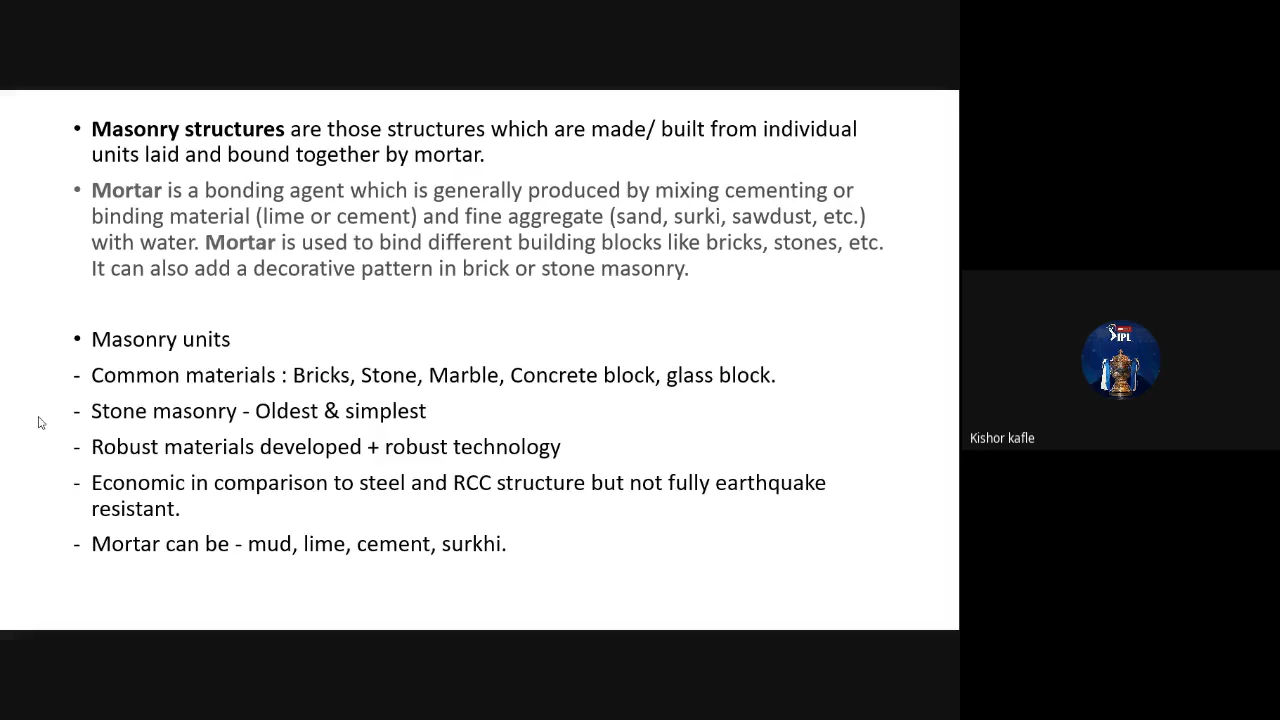 • Masonry structures are those structures which are made/ built from individual
units laid and bound together by mortar.
• Mortar is a bonding agent which is generally produced by mixing cementing or
binding material (lime or cement) and fine aggregate (sand, surki, sawdust, etc.)
with water. Mortar is used to bind different building blocks like bricks, stones, etc.
It can also add a decorative pattern in brick or stone masonry.
• Masonry units
- Common materials : Bricks, Stone, Marble, Concrete block, glass block.
- Stone masonry - Oldest & simplest
- Robust materials developed + robust technology
- Economic in comparison to steel and RCC structure but not fully earthquake
resistant.
- Mortar can be - mud, lime, cement, surkhi.
IPL
Kishor kafle